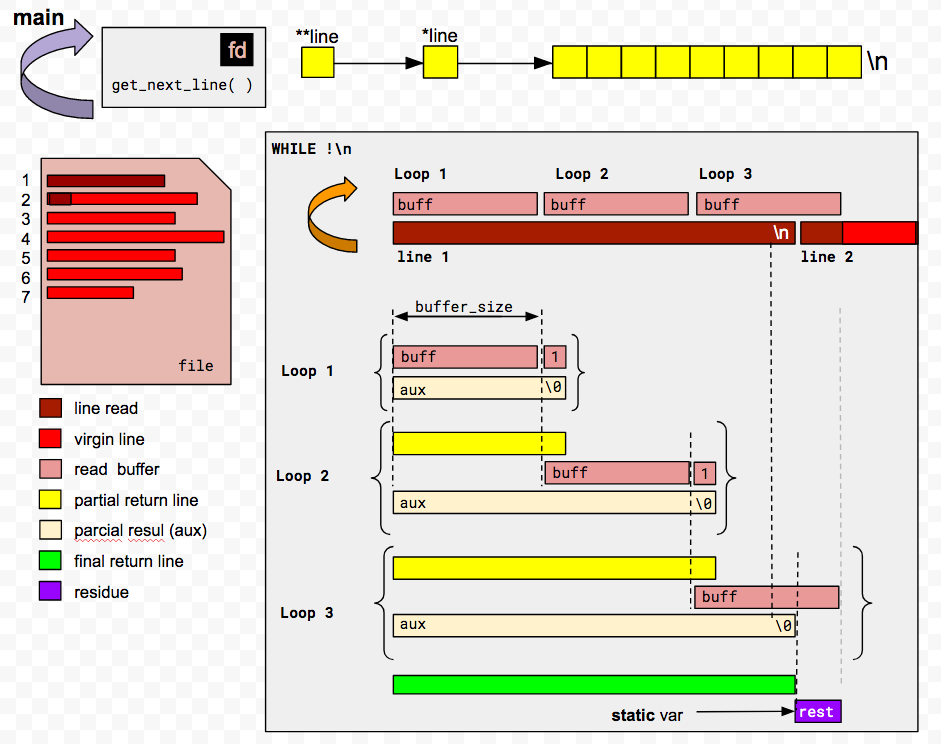 main
fd
get_next_line( )
**line
*line
\n
1
2
3
4
5
6
7
file
line read
virgin line
read buffer
partial return line
parcial resul (aux)
final return line
residue
WHILE !\n
Loop 1 Loop 2 Loop 3
buff buff buff
\n
line 1 line 2
buffer_size
Loop 1
buff 1
aux \0
Loop 2
buff 1
aux \0
Loop 3
buff
aux \0
static var
rest